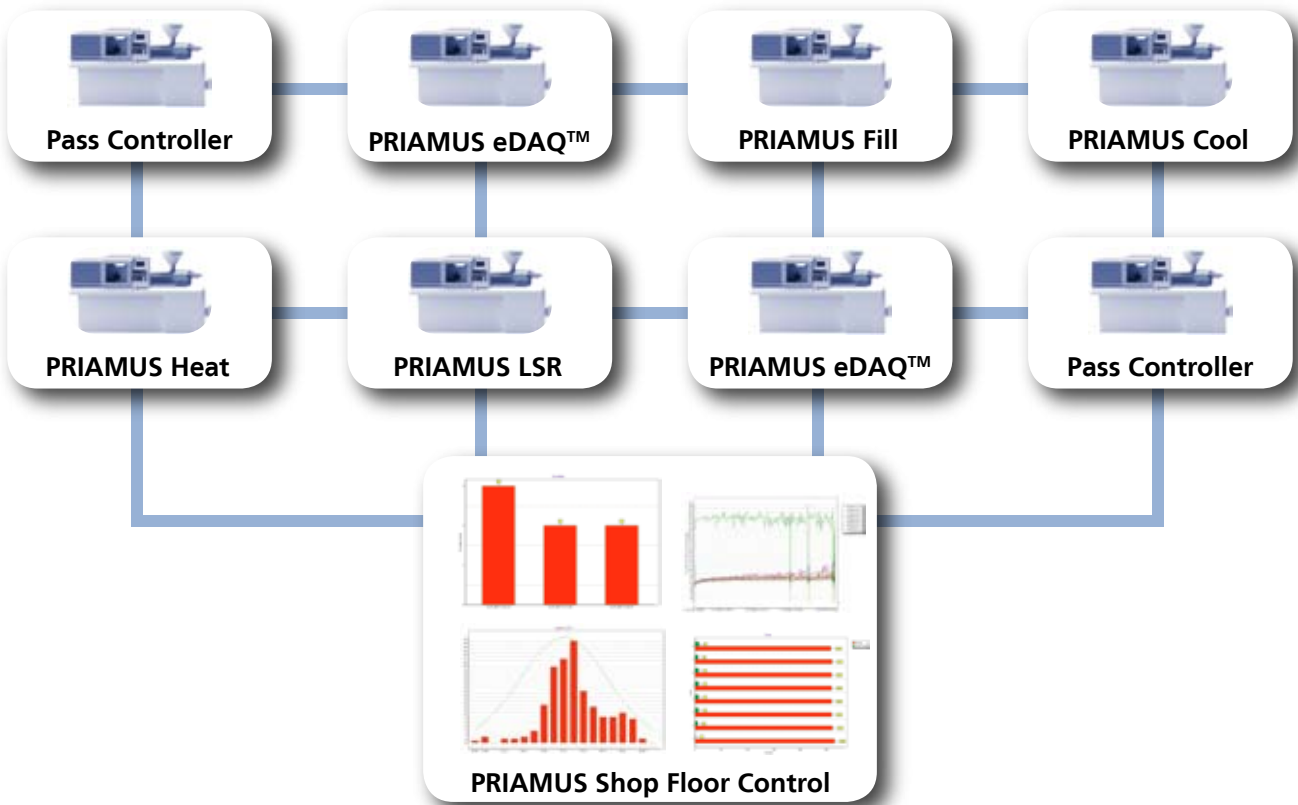 Pass Controller
PRIAMUS eDAQ™
PRIAMUS Fill
PRIAMUS Cool
PRIAMUS Heat
PRIAMUS LSR
PRIAMUS eDAQ™
Pass Controller
PRIAMUS Shop Floor Control